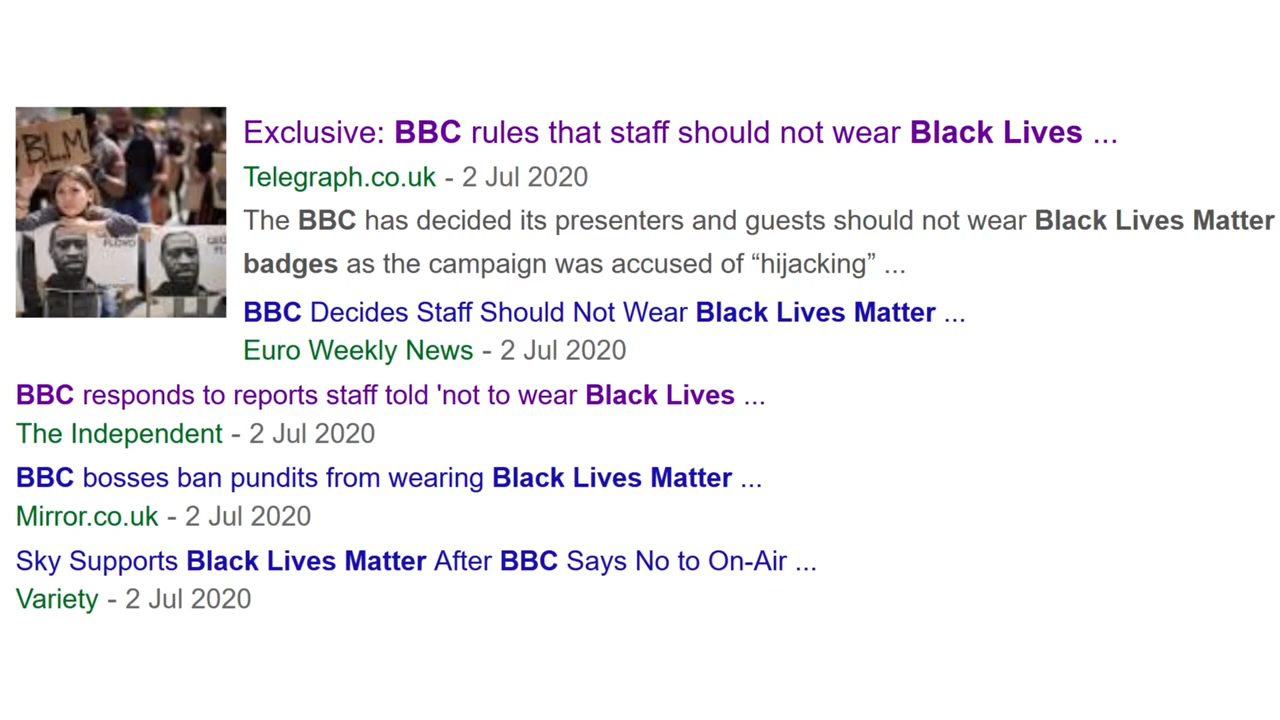 BLM
Exclusive: BBC rules that staff should not wear Black Lives ...
Telegraph.co.uk - 2 Jul 2020
The BBC has decided its presenters and guests should not wear Black Lives Matter
badges as the campaign was accused of “hijacking” ...
BBC Decides Staff Should Not Wear Black Lives Matter ...
Euro Weekly News - 2 Jul 2020
BBC responds to reports staff told 'not to wear Black Lives ...
The Independent - 2 Jul 2020
BBC bosses ban pundits from wearing Black Lives Matter ...
Mirror.co.uk - 2 Jul 2020
Sky Supports Black Lives Matter After BBC Says No to On-Air ...
Variety - 2 Jul 2020